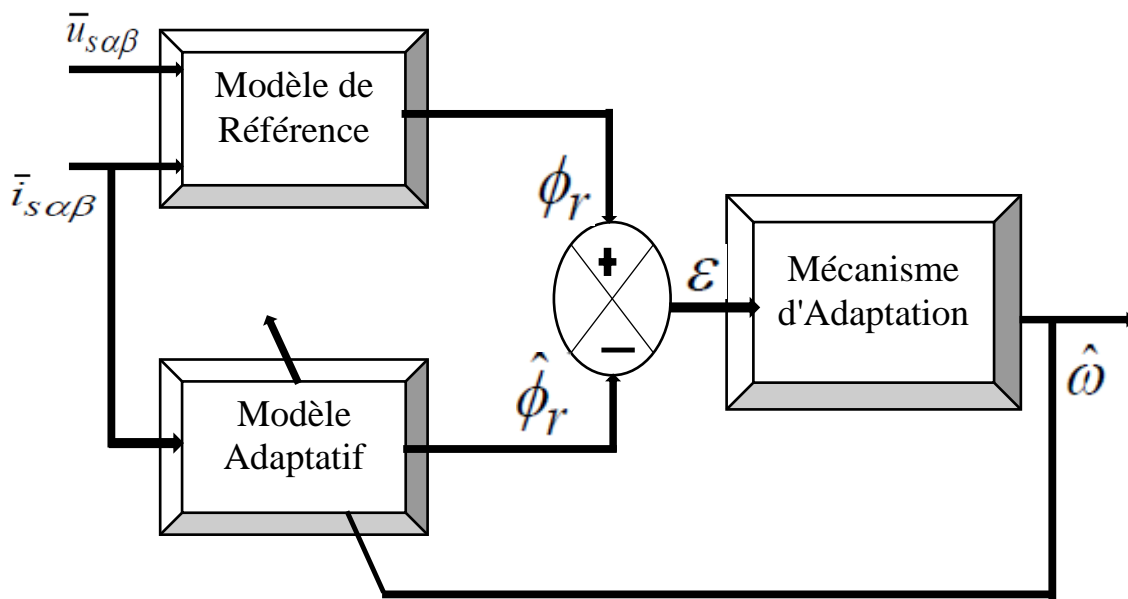 ū_sαβ
Modèle de
Référence
ī_sαβ
ϕ_r
+
ε
Mécanisme
d'Adaptation
−
ω̂
ϕ̂_r
Modèle
Adaptatif